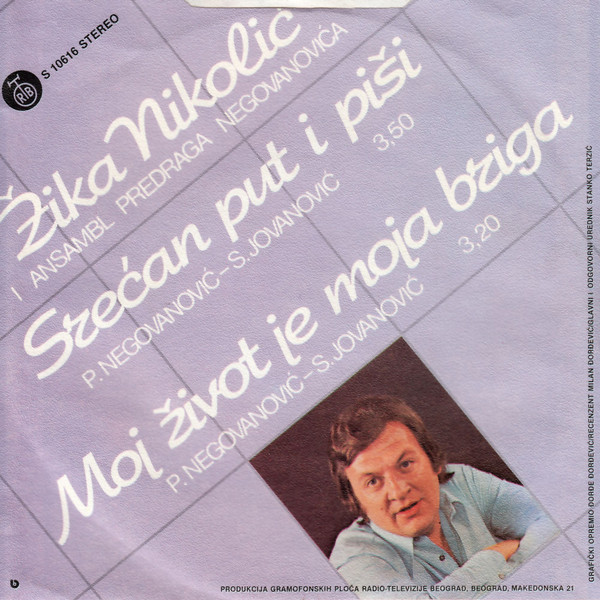 RTB
S 10616 STEREO
Žika Nikolić
I ANSAMBL PREDRAGA NEGOVANOVIĆA
Srećan put i piši
P. NEGOVANOVIĆ – S. JOVANOVIĆ 3,50
Moj život je moja briga
P. NEGOVANOVIĆ – S. JOVANOVIĆ 3,20
GRAFIČKI OPREMIO ĐORĐE ĐORĐEVIĆ/RECENZENT MILAN ĐORĐEVIĆ/GLAVNI I ODGOVORNI UREDNIK STANKO TERZIĆ
PRODUKCIJA GRAMOFONSKIH PLOČA RADIO-TELEVIZIJE BEOGRAD, BEOGRAD, MAKEDONSKA 21